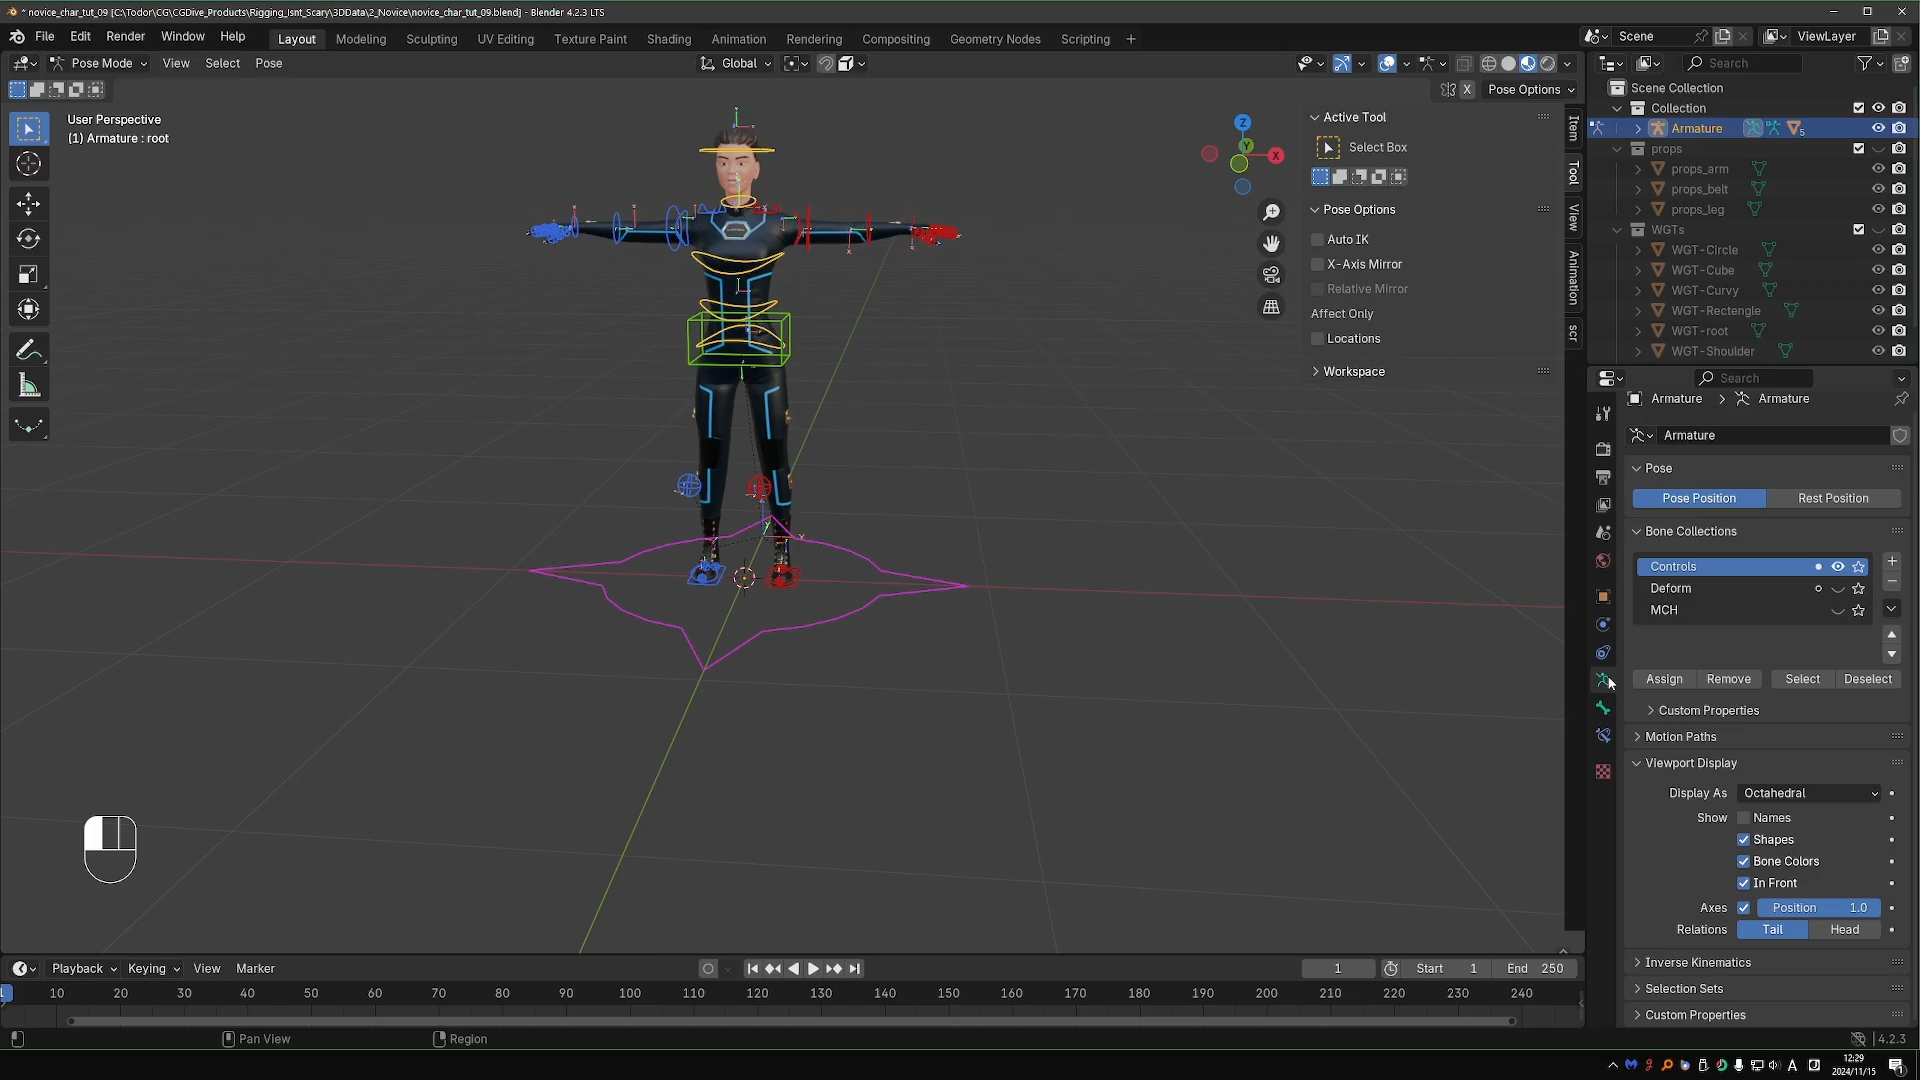 * novice_char_tut_09 [C:\Todor\CG\CGDive_Products\Rigging_Isnt_Scary\3DData\2_Novice\novice_char_tut_09.blend] - Blender 4.2.3 LTS
File Edit Render Window Help Layout Modeling Sculpting UV Editing Texture Paint Shading Animation Rendering Compositing Geometry Nodes Scripting + Scene ViewLayer
Pose Mode View Select Pose Global Search
X Pose Options Scene Collection
User Perspective Active Tool Collection
(1) Armature : root Armature 5
Select Box props
props_arm
props_belt
Pose Options props_leg
Auto IK WGTs
X-Axis Mirror WGT-Circle
Relative Mirror WGT-Cube
Affect Only WGT-Curvy
Locations WGT-Rectengle
WGT-root
WGT-Shoulder
Workspace
Item
Tool
View
Animation
scr
Z
Y
X
Search
Armature > Armature
Armature
Pose
Pose Position Rest Position
Bone Collections
Controls
Deform
MCH
Assign Remove Select Deselect
Custom Properties
Motion Paths
Viewport Display
Display As Octahedral
Show Names
Shapes
Bone Colors
In Front
Axes Position 1.0
Relations Tail Head
Inverse Kinematics
Selection Sets
Custom Properties
Playback Keying View Marker 1 Start 1 End 250
1 10 20 30 40 50 60 70 80 90 100 110 120 130 140 150 160 170 180 190 200 210 220 230 240
Pan View Region 4.2.3
A 12:29
2024/11/15